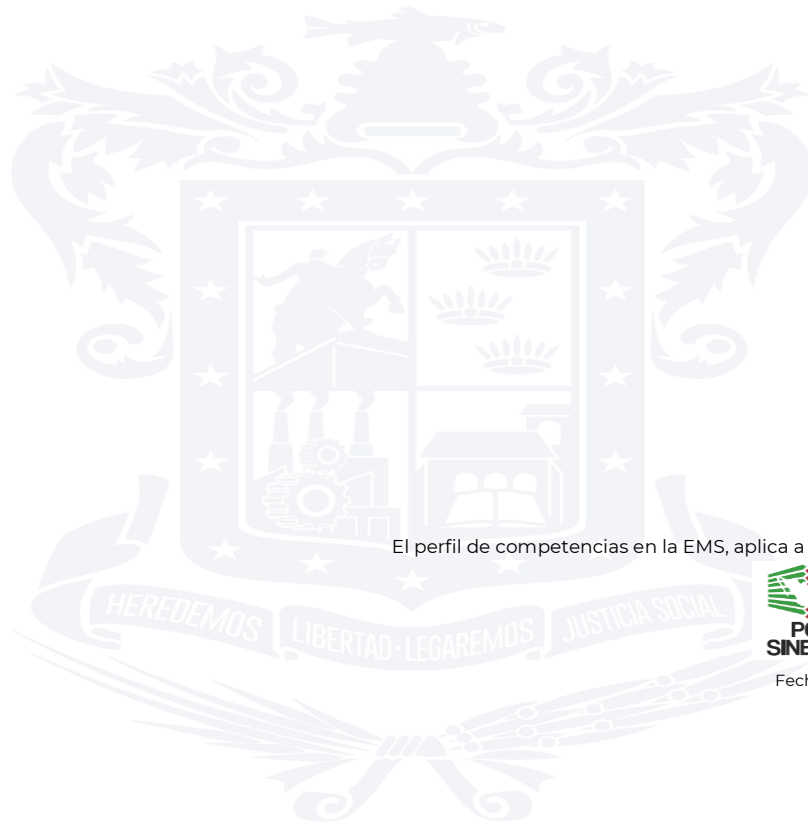 El perfil de competencias en la EMS, aplica a
HEREDEMOS LIBERTAD · LEGAREMOS JUSTICIA SOCIAL